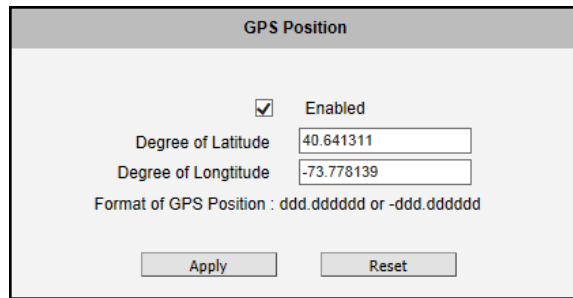 GPS Position
Enabled
Degree of Latitude 40.641311
Degree of Longtitude -73.778139
Format of GPS Position : ddd.dddddd or -ddd.dddddd
Apply Reset